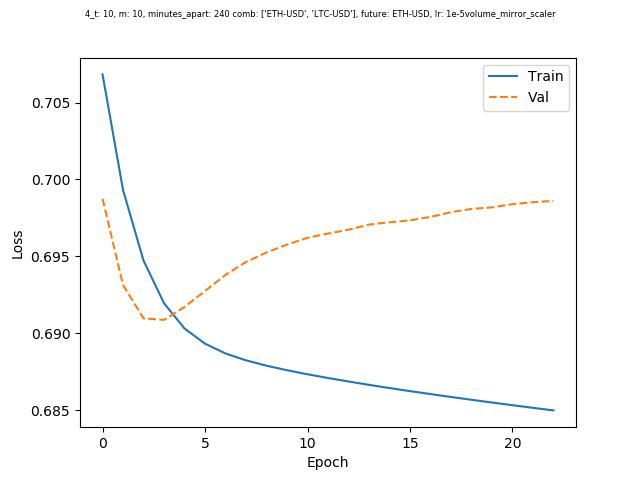 4_t: 10, m: 10, minutes_apart: 240 comb: ['ETH-USD', 'LTC-USD'], future: ETH-USD, lr: 1e-5volume_mirror_scaler
Train
Val
0.705
0.700
0.695
0.690
0.685
Loss
0 5 10 15 20
Epoch